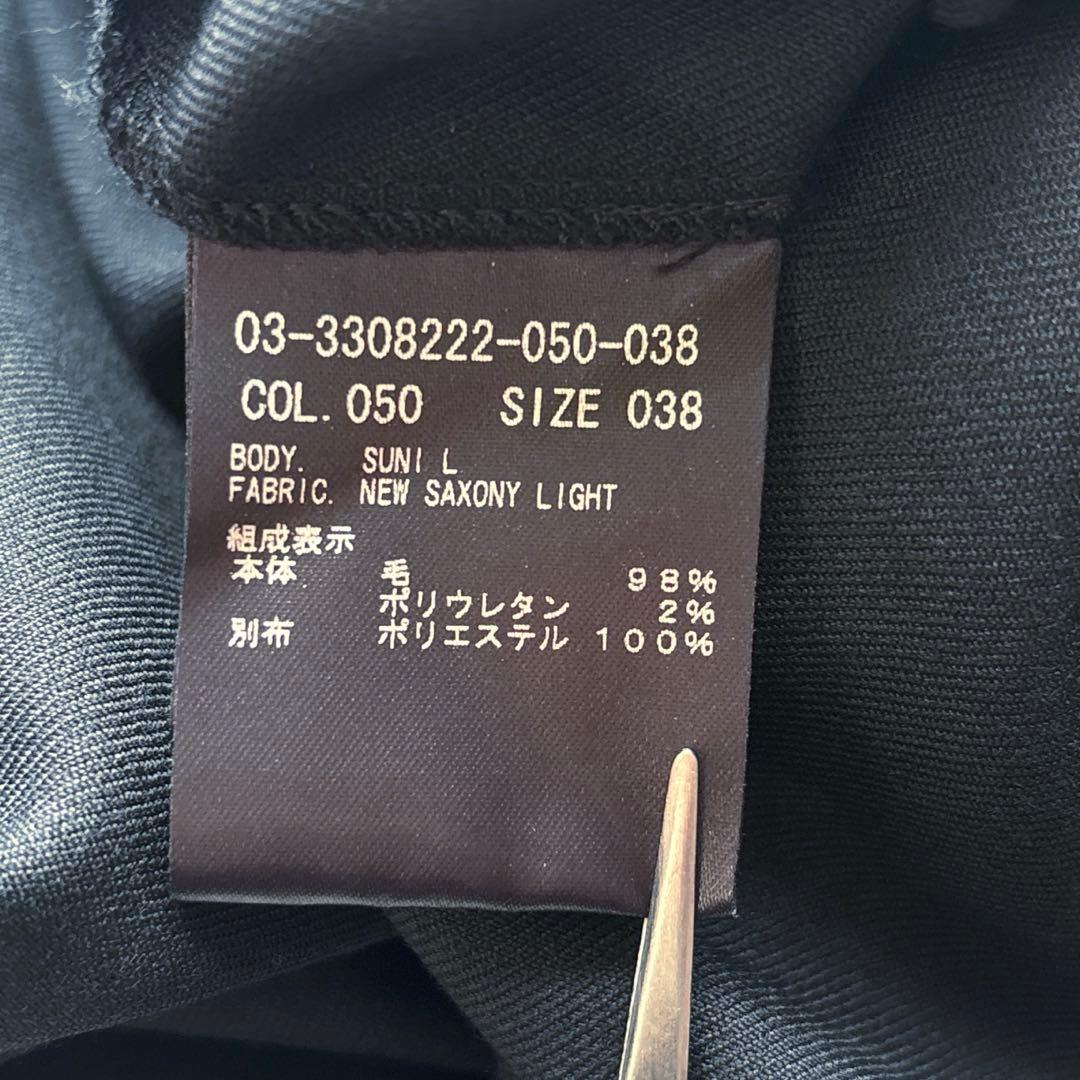 03-3308222-050-038
COL. 050 SIZE 038
BODY. SUNI L
FABRIC. NEW SAXONY LIGHT
組成表示
本体 毛 98%
ポリウレタン 2%
別布 ポリエステル 100%